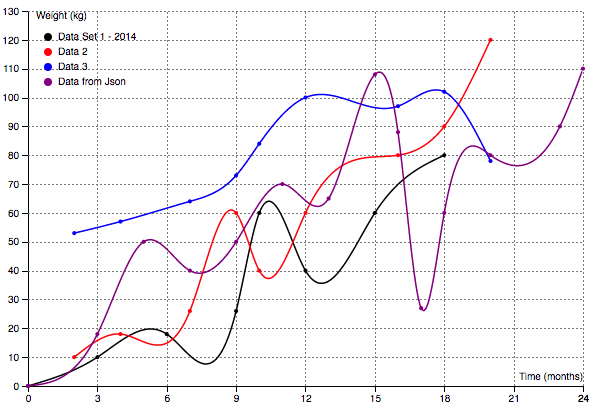 Weight (kg)
Data Set 1 - 2014
Data 2
Data 3
Data from Json
130
120
110
100
90
80
70
60
50
40
30
20
10
0
Time (months)
0 3 6 9 12 15 18 21 24